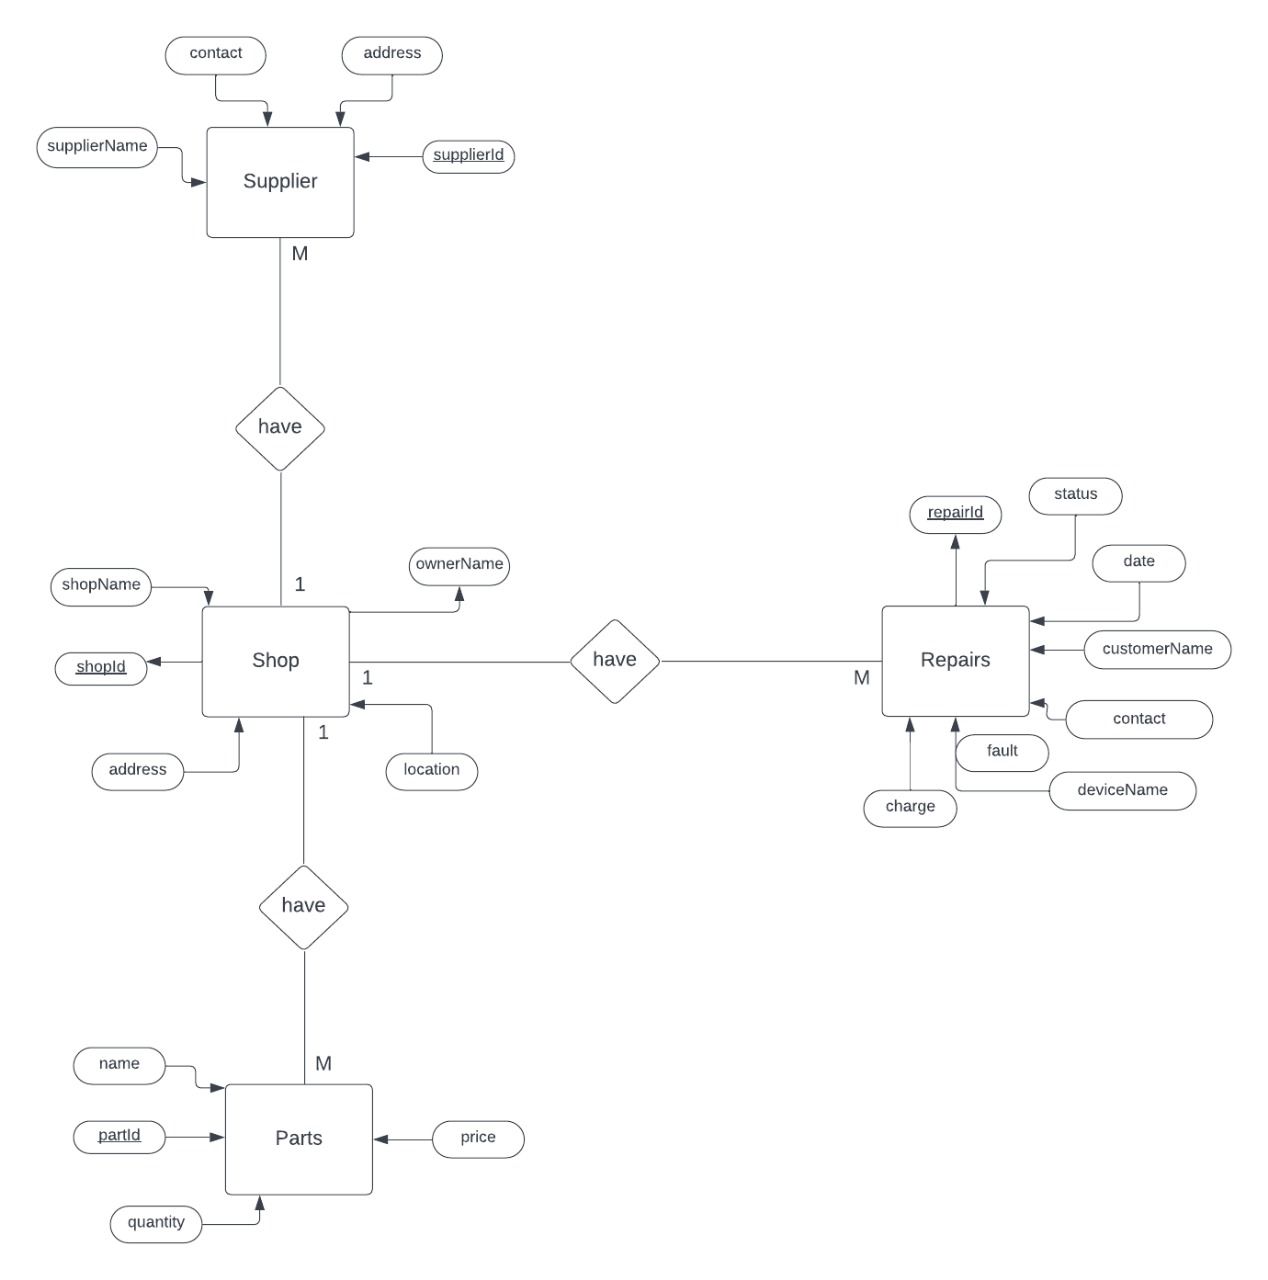 contact
address
supplierName
supplierId
Supplier
M
have
1
shopName
ownerName
shopId
Shop
1
1
address
location
have
M
Repairs
repairId
status
date
customerName
contact
fault
deviceName
charge
have
M
name
partId
Parts
price
quantity